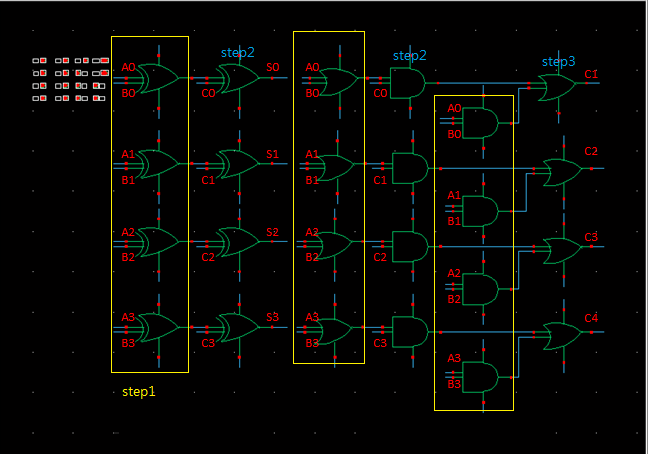 step2
step2
step3
A0
B0
C0
S0
A0
B0
C0
C1
A0
B0
A1
B1
C1
S1
A1
B1
C1
C2
A1
B1
A2
B2
C2
S2
A2
B2
C2
C3
A2
B2
A3
B3
C3
S3
A3
B3
C3
C4
A3
B3
step1